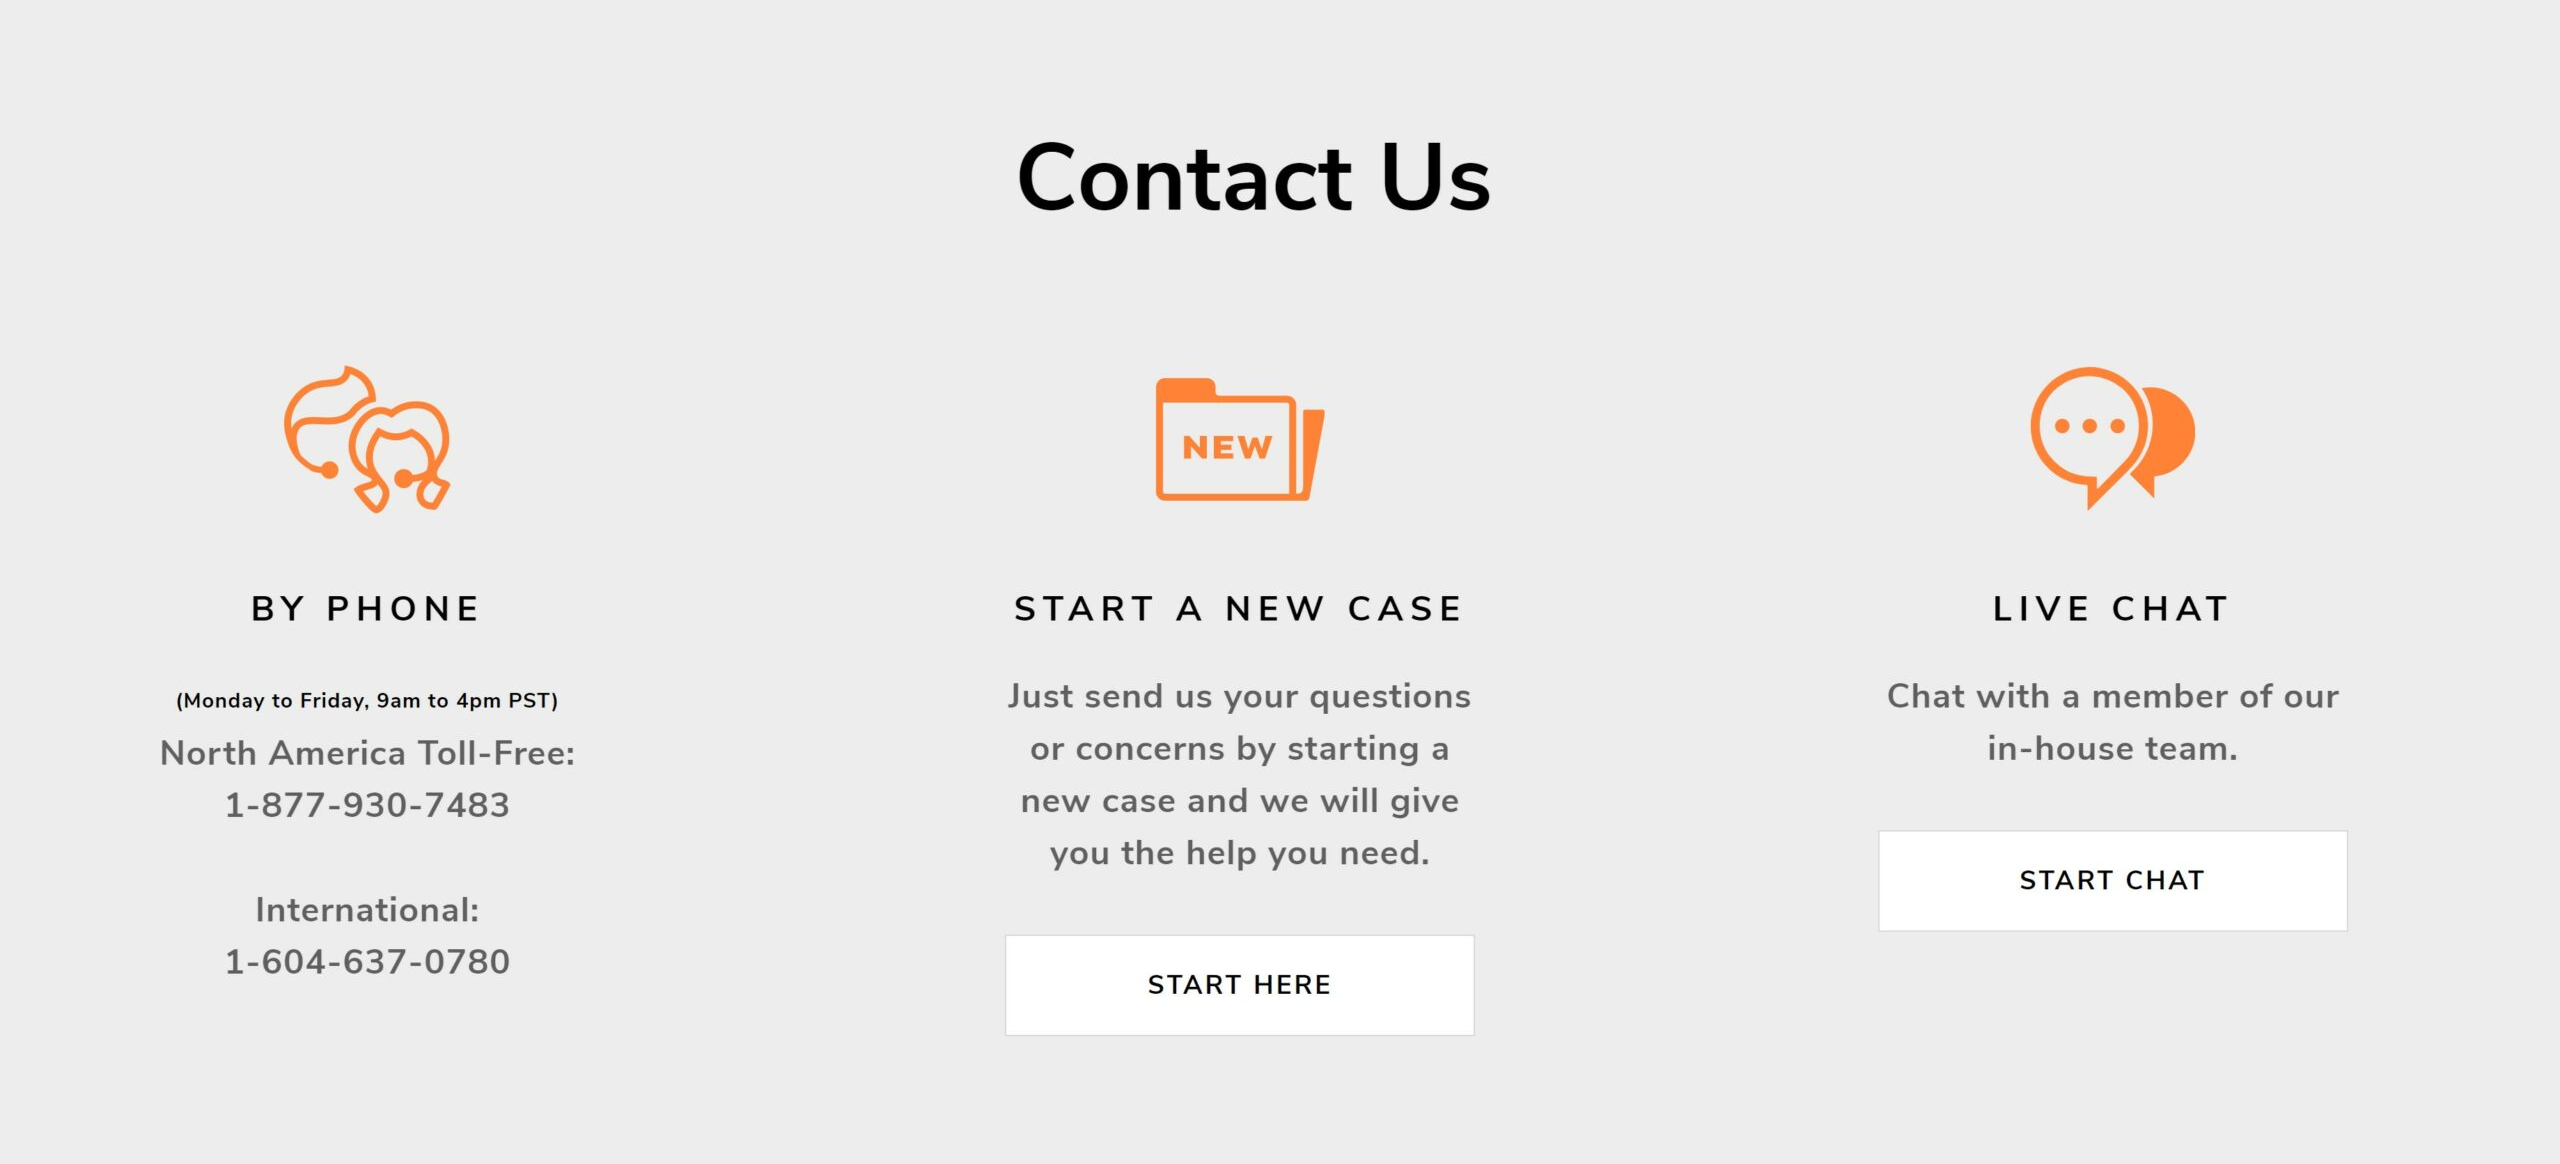 Contact Us
NEW
BY PHONE
(Monday to Friday, 9am to 4pm PST)
North America Toll-Free:
1-877-930-7483
International:
1-604-637-0780
START A NEW CASE
Just send us your questions
or concerns by starting a
new case and we will give
you the help you need.
START HERE
LIVE CHAT
Chat with a member of our
in-house team.
START CHAT